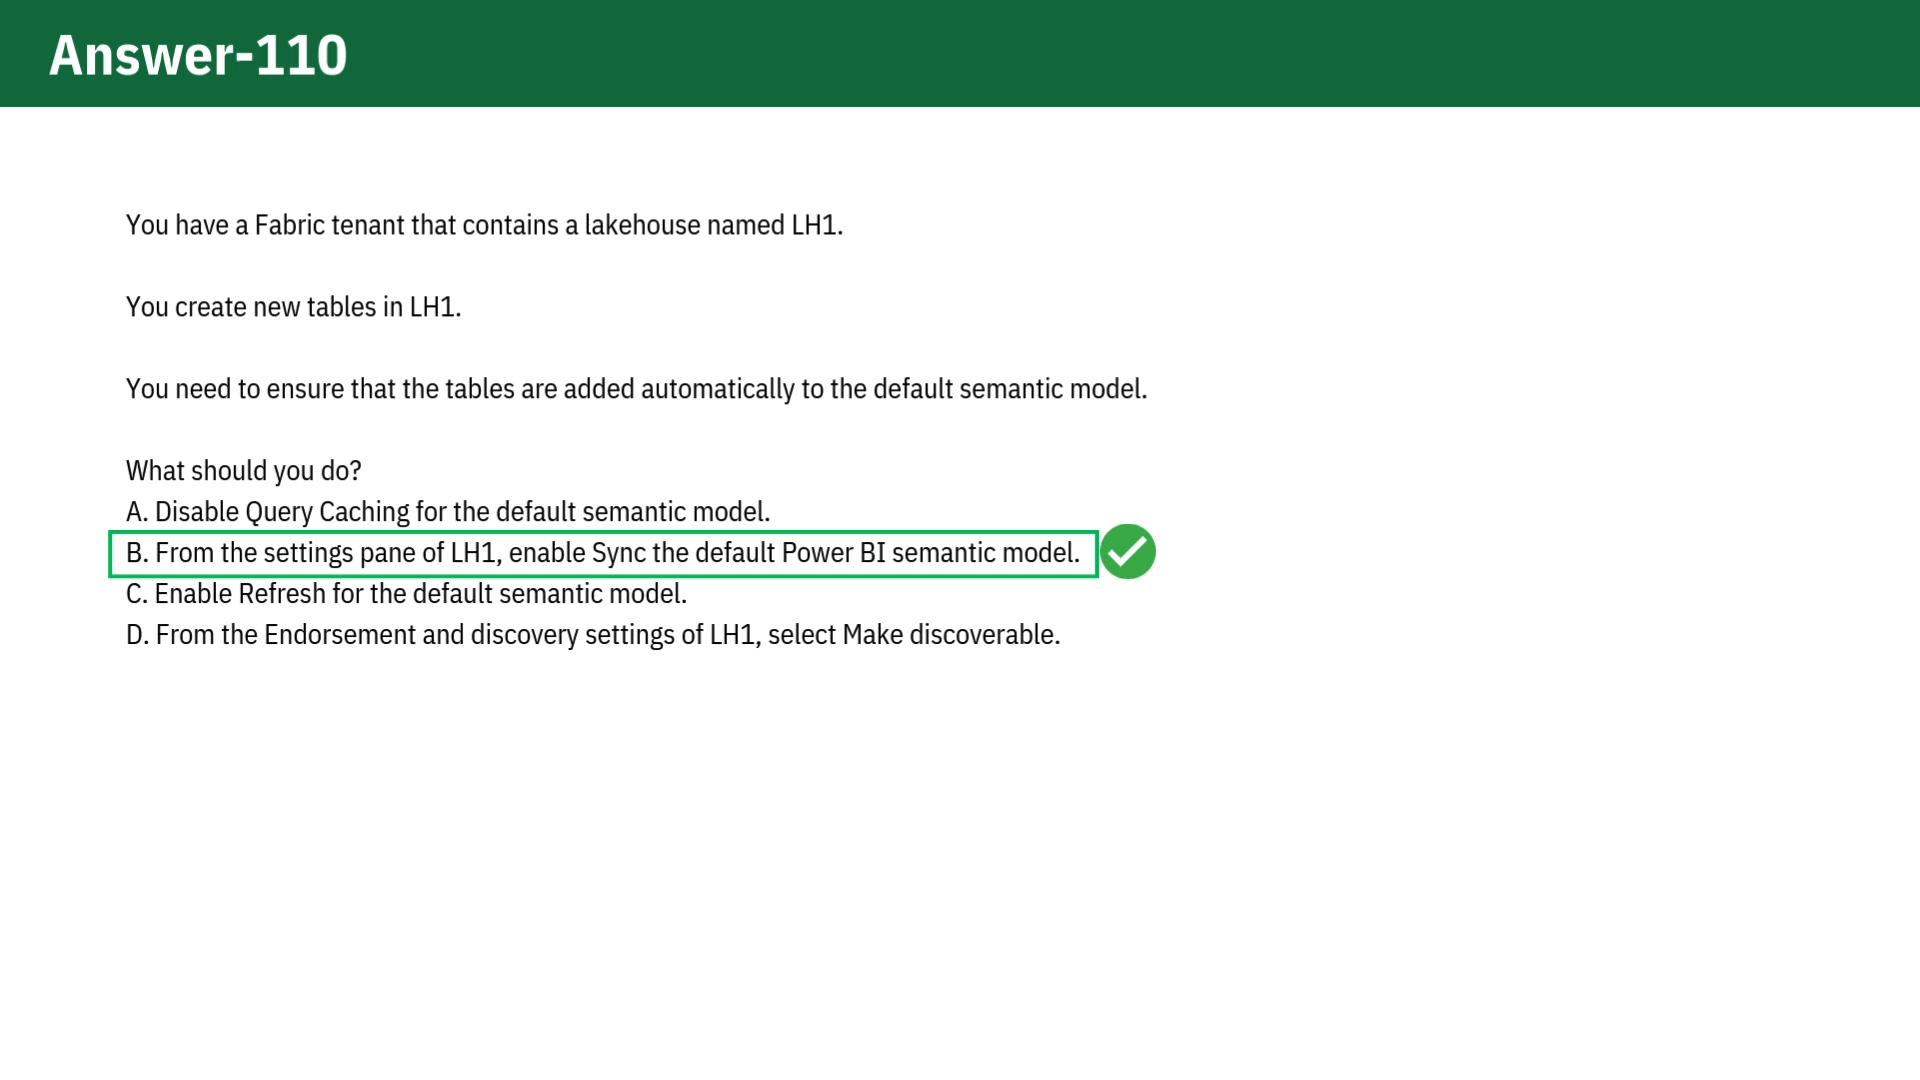 Answer-110
You have a Fabric tenant that contains a lakehouse named LH1.
You create new tables in LH1.
You need to ensure that the tables are added automatically to the default semantic model.
What should you do?
A. Disable Query Caching for the default semantic model.
B. From the settings pane of LH1, enable Sync the default Power BI semantic model.
C. Enable Refresh for the default semantic model.
D. From the Endorsement and discovery settings of LH1, select Make discoverable.